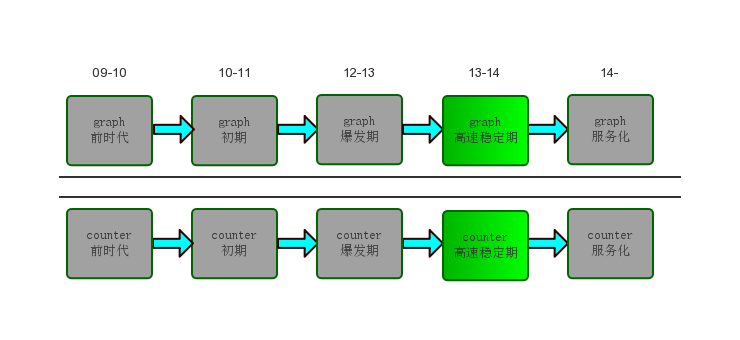 09-10 10-11 12-13 13-14 14-
graph graph graph graph graph
前时代 初期 爆发期 高速稳定期 服务化
counter counter counter counter counter
前时代 初期 爆发期 高速稳定期 服务化